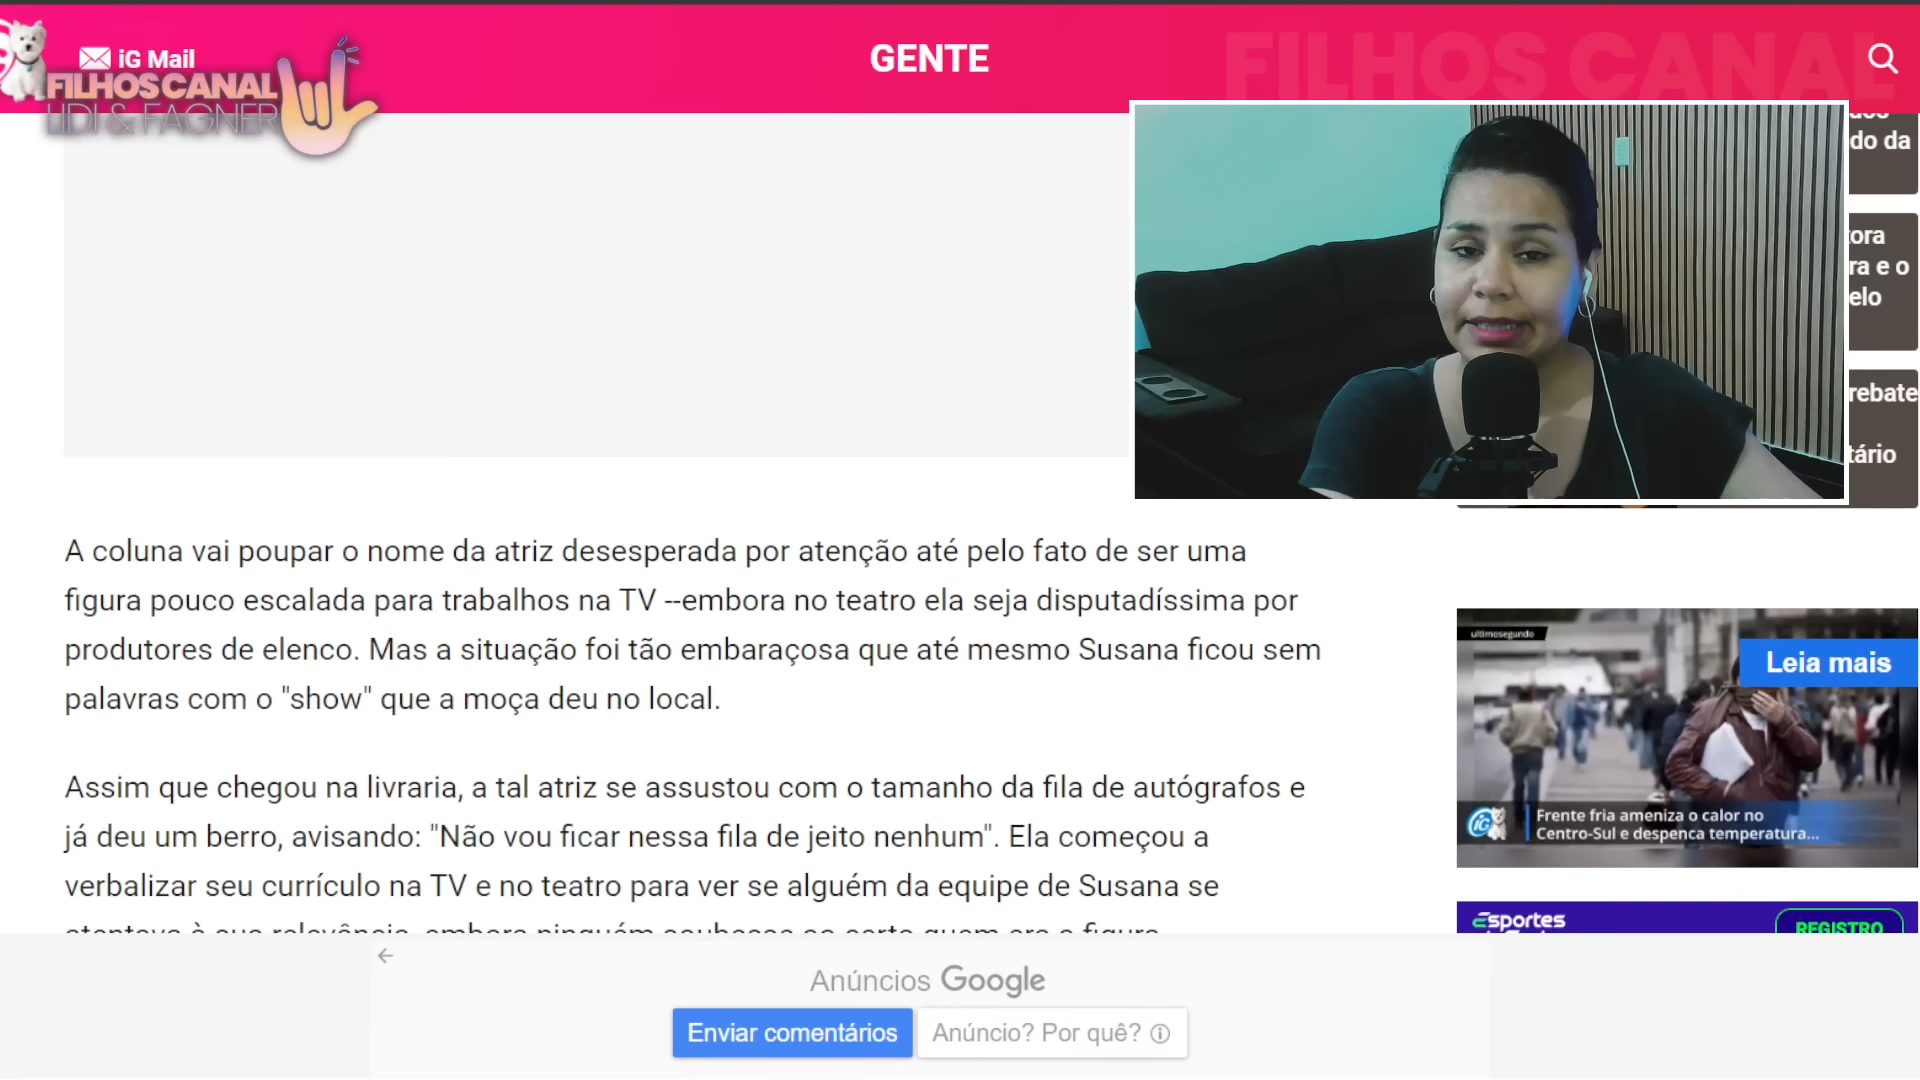 iG Mail
GENTE
FILHOS CANAL
FILHOS CANAL
LIDI & FAGNER
do da
ra e o
elo
rebate
tário
A coluna vai poupar o nome da atriz desesperada por atenção até pelo fato de ser uma
figura pouco escalada para trabalhos na TV --embora no teatro ela seja disputadíssima por
produtores de elenco. Mas a situação foi tão embaraçosa que até mesmo Susana ficou sem
palavras com o "show" que a moça deu no local.
Assim que chegou na livraria, a tal atriz se assustou com o tamanho da fila de autógrafos e
já deu um berro, avisando: "Não vou ficar nessa fila de jeito nenhum". Ela começou a
verbalizar seu currículo na TV e no teatro para ver se alguém da equipe de Susana se
ultimosegundo
Leia mais
iG
Frente fria ameniza o calor no
Centro-Sul e despenca temperatura...
Esportes
REGISTRO
Anúncios Google
Enviar comentários
Anúncio? Por quê?